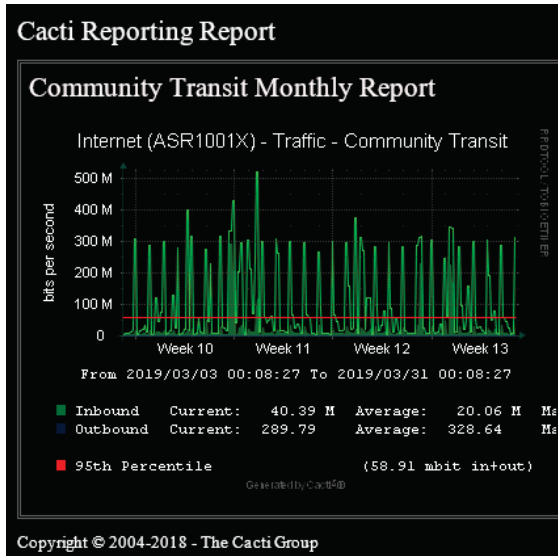 Cacti Reporting Report
Community Transit Monthly Report
Internet (ASR1001X) - Traffic - Community Transit
bits per second
500 M
400 M
300 M
200 M
100 M
0
Week 10 Week 11 Week 12 Week 13
From 2019/03/03 00:08:27 To 2019/03/31 00:08:27
Inbound Current: 40.39 M Average: 20.06 M Ma
Outbound Current: 289.79 Average: 328.64 Ma
95th Percentile (58.91 mbit in+out)
Generated by Cacti®
Copyright © 2004-2018 - The Cacti Group